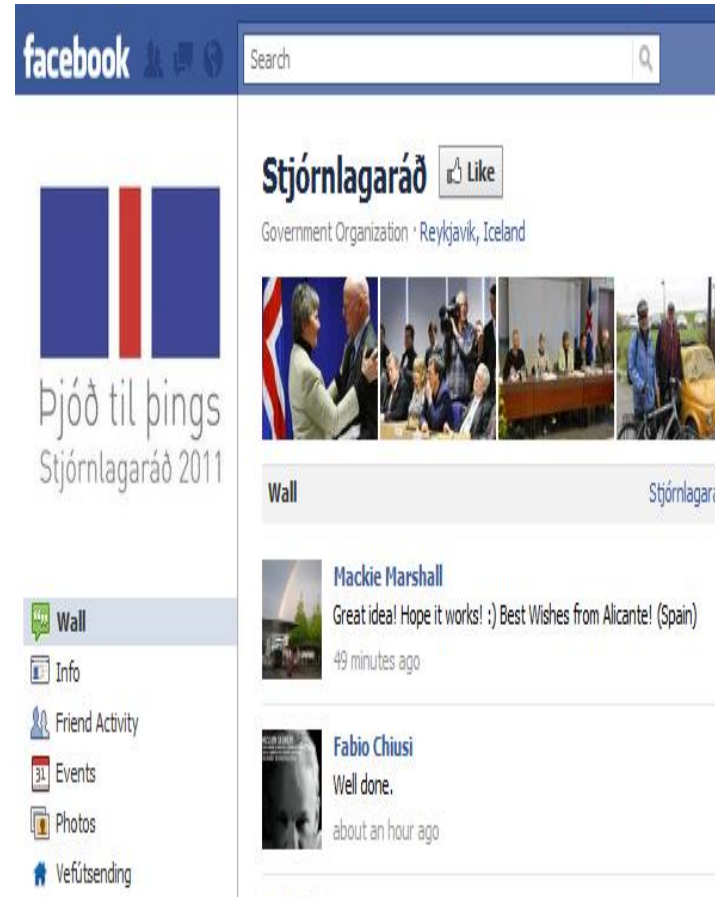 facebook
Search
Þjóð til þings
Stjórnlagaráð 2011
Stjórnlagaráð Like
Government Organization · Reykjavik, Iceland
Wall Stjórnlagará
Mackie Marshall
Great idea! Hope it works! :) Best Wishes from Alicante! (Spain)
49 minutes ago
Fabio Chiusi
Well done.
about an hour ago
Wall
Info
Friend Activity
31 Events
Photos
Vefútsending